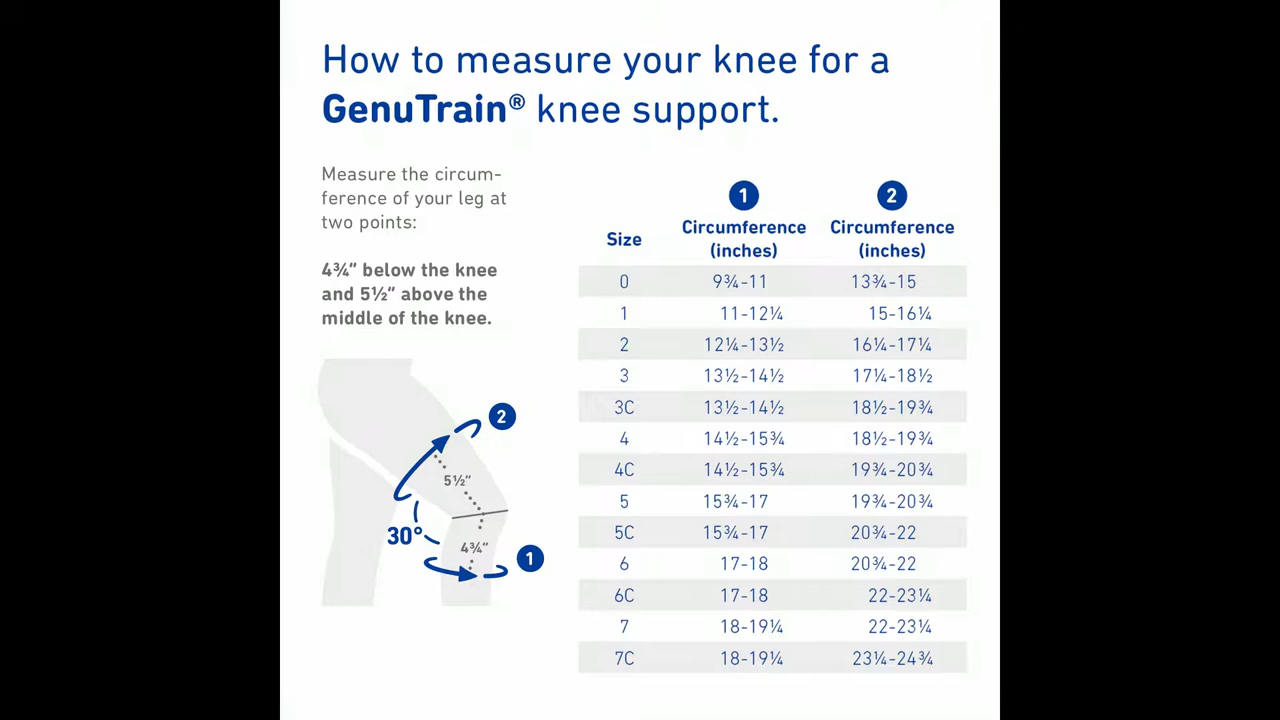 How to measure your knee for a
GenuTrain® knee support.
Measure the circum-
ference of your leg at
two points:
4¾" below the knee
and 5½" above the
middle of the knee.
2
5½"
30°
4¾"
1
1 2
Size Circumference (inches) Circumference (inches)
0 9¾-11 13¾-15
1 11-12¼ 15-16¼
2 12¼-13½ 16¼-17¼
3 13½-14½ 17¼-18½
3C 13½-14½ 18½-19¾
4 14½-15¾ 18½-19¾
4C 14½-15¾ 19¾-20¾
5 15¾-17 19¾-20¾
5C 15¾-17 20¾-22
6 17-18 20¾-22
6C 17-18 22-23¼
7 18-19¼ 22-23¼
7C 18-19¼ 23¼-24¾